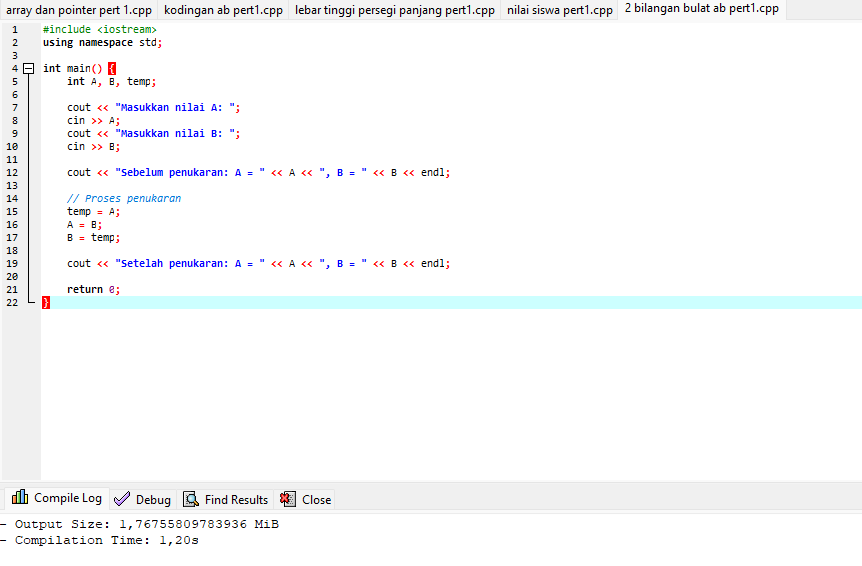 array dan pointer pert 1.cpp kodingan ab pert1.cpp lebar tinggi persegi panjang pert1.cpp nilai siswa pert1.cpp 2 bilangan bulat ab pert1.cpp
1 #include <iostream>
2 using namespace std;
3
4 int main() {
5 int A, B, temp;
6
7 cout << "Masukkan nilai A: ";
8 cin >> A;
9 cout << "Masukkan nilai B: ";
10 cin >> B;
11
12 cout << "Sebelum penukaran: A = " << A << ", B = " << B << endl;
13
14 // Proses penukaran
15 temp = A;
16 A = B;
17 B = temp;
18
19 cout << "Setelah penukaran: A = " << A << ", B = " << B << endl;
20
21 return 0;
22 }
Compile Log Debug Find Results Close
- Output Size: 1,76755809783936 MiB
- Compilation Time: 1,20s